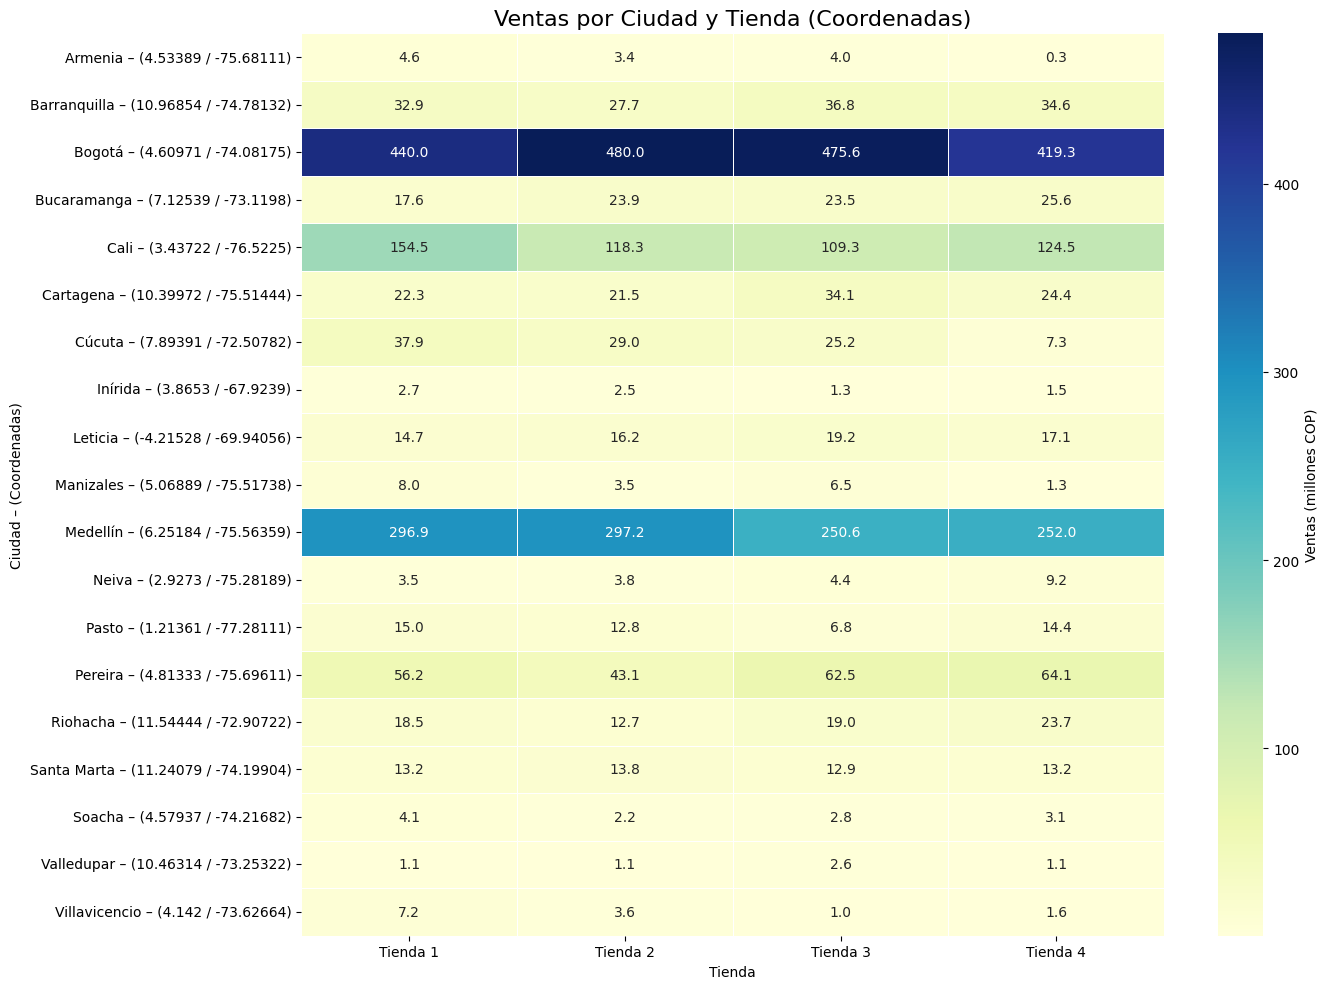 Ventas por Ciudad y Tienda (Coordenadas)
Ciudad – (Coordenadas)
Armenia – (4.53389 / -75.68111) 4.6 3.4 4.0 0.3
Barranquilla – (10.96854 / -74.78132) 32.9 27.7 36.8 34.6
Bogotá – (4.60971 / -74.08175) 440.0 480.0 475.6 419.3
Bucaramanga – (7.12539 / -73.1198) 17.6 23.9 23.5 25.6
Cali – (3.43722 / -76.5225) 154.5 118.3 109.3 124.5
Cartagena – (10.39972 / -75.51444) 22.3 21.5 34.1 24.4
Cúcuta – (7.89391 / -72.50782) 37.9 29.0 25.2 7.3
Inírida – (3.8653 / -67.9239) 2.7 2.5 1.3 1.5
Leticia – (-4.21528 / -69.94056) 14.7 16.2 19.2 17.1
Manizales – (5.06889 / -75.51738) 8.0 3.5 6.5 1.3
Medellín – (6.25184 / -75.56359) 296.9 297.2 250.6 252.0
Neiva – (2.9273 / -75.28189) 3.5 3.8 4.4 9.2
Pasto – (1.21361 / -77.28111) 15.0 12.8 6.8 14.4
Pereira – (4.81333 / -75.69611) 56.2 43.1 62.5 64.1
Riohacha – (11.54444 / -72.90722) 18.5 12.7 19.0 23.7
Santa Marta – (11.24079 / -74.19904) 13.2 13.8 12.9 13.2
Soacha – (4.57937 / -74.21682) 4.1 2.2 2.8 3.1
Valledupar – (10.46314 / -73.25322) 1.1 1.1 2.6 1.1
Villavicencio – (4.142 / -73.62664) 7.2 3.6 1.0 1.6
Tienda 1 Tienda 2 Tienda 3 Tienda 4
Tienda
400
300
200
100
Ventas (millones COP)